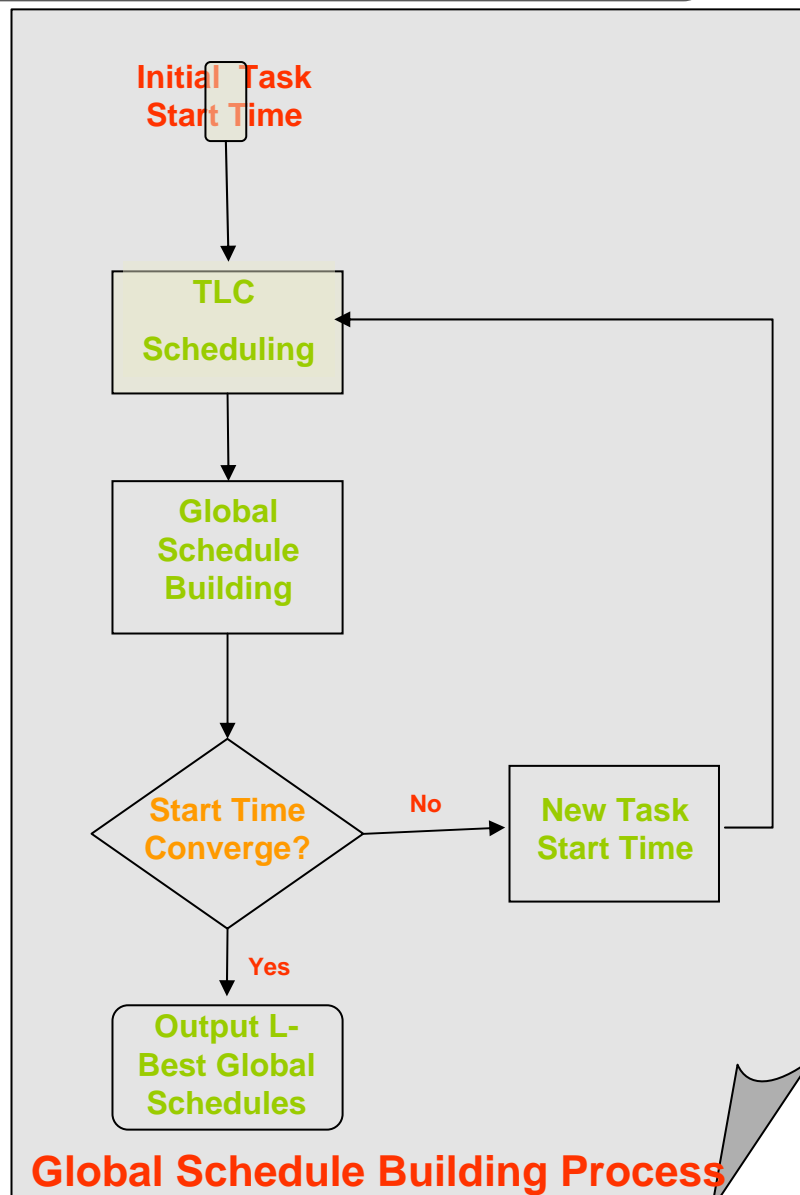 Initial Task
Start Time
TLC
Scheduling
Global
Schedule
Building
Start Time
Converge?
No
New Task
Start Time
Yes
Output L-
Best Global
Schedules
Global Schedule Building Process